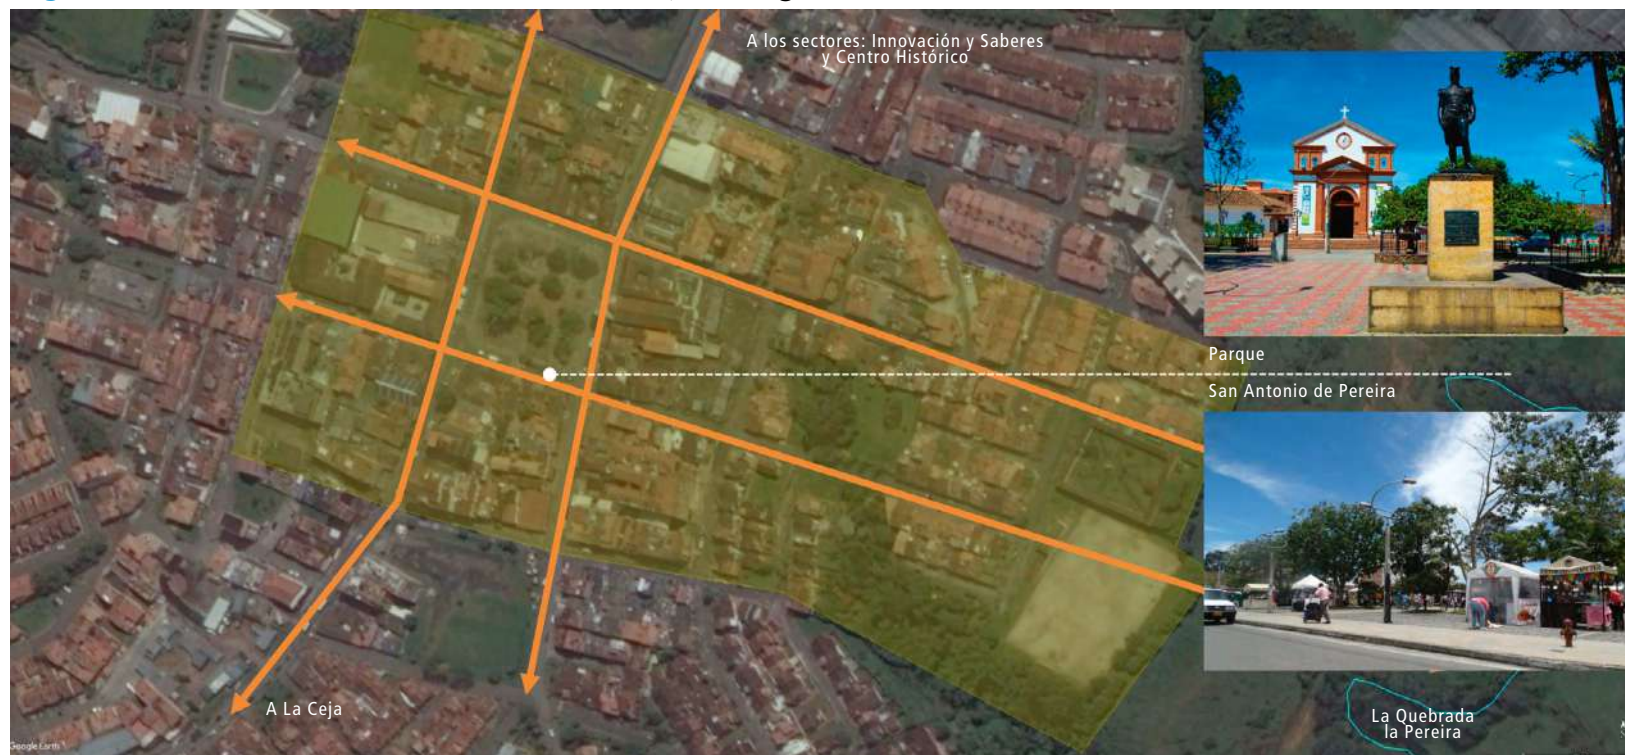 A los sectores: Innovación y Saberes
y Centro Histórico
Parque
San Antonio de Pereira
A La Ceja
La Quebrada
la Pereira
Google Earth